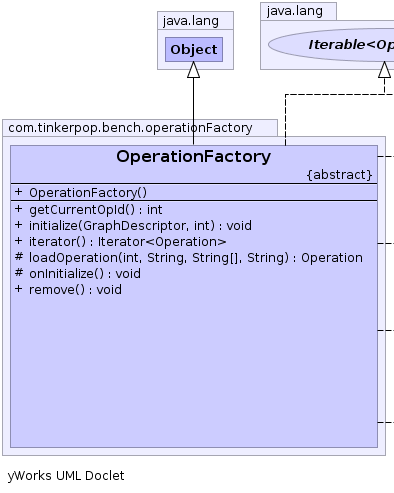 java.lang
java.lang
Object
Iterable<Op
com.tinkerpop.bench.operationFactory
OperationFactory
{abstract}
+ OperationFactory()
+ getCurrentOpId() : int
+ initialize(GraphDescriptor, int) : void
+ iterator() : Iterator<Operation>
# loadOperation(int, String, String[], String) : Operation
# onInitialize() : void
+ remove() : void
yWorks UML Doclet